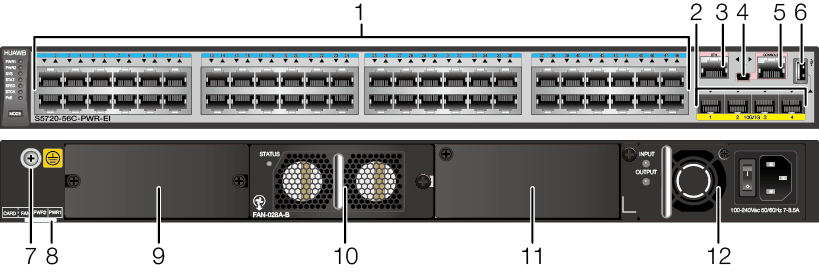 1 2 3 4 5 6
HUAWEI
PWR1
PWR2
SYS
STAT
SPED
STCK
PoE
MODE
S5720-56C-PWR-EI
ETH
CONSOLE
1 2 10G/1G 3 4
STATUS
INPUT
OUTPUT
CARD FAN PWR2 PWR1
FAN-028A-B
100-240Vac 50/60Hz 7-3.5A
7 8 9 10 11 12